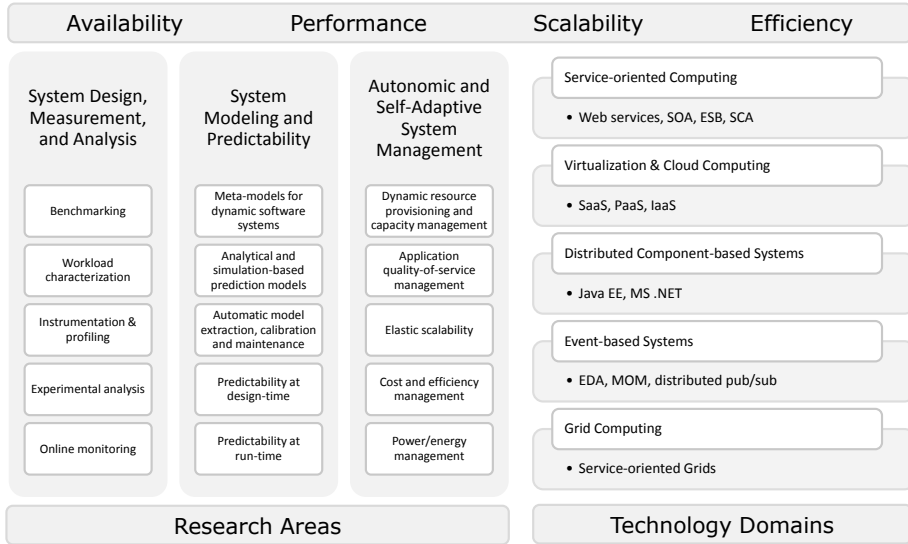 Availability Performance Scalability Efficiency
System Design,
Measurement,
and Analysis
Benchmarking
Workload
characterization
Instrumentation &
profiling
Experimental analysis
Online monitoring
System
Modeling and
Predictability
Meta-models for
dynamic software
systems
Analytical and
simulation-based
prediction models
Automatic model
extraction, calibration
and maintenance
Predictability at
design-time
Predictability at
run-time
Autonomic and
Self-Adaptive
System
Management
Dynamic resource
provisioning and
capacity management
Application
quality-of-service
management
Elastic scalability
Cost and efficiency
management
Power/energy
management
Research Areas
Service-oriented Computing
• Web services, SOA, ESB, SCA
Virtualization & Cloud Computing
• SaaS, PaaS, IaaS
Distributed Component-based Systems
• Java EE, MS .NET
Event-based Systems
• EDA, MOM, distributed pub/sub
Grid Computing
• Service-oriented Grids
Technology Domains